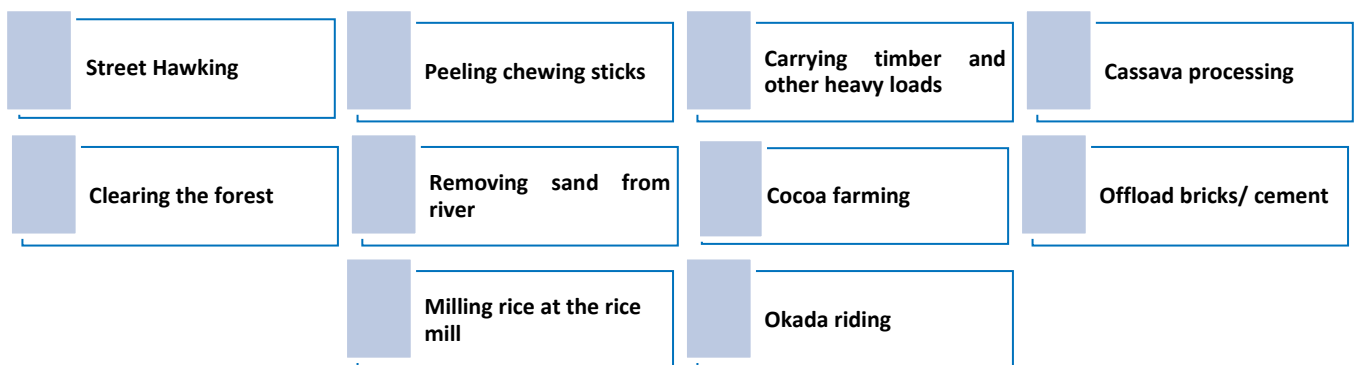 Street Hawking
Peeling chewing sticks
Carrying timber and
other heavy loads
Cassava processing
Clearing the forest
Removing sand from
river
Cocoa farming
Offload bricks/ cement
Milling rice at the rice
mill
Okada riding